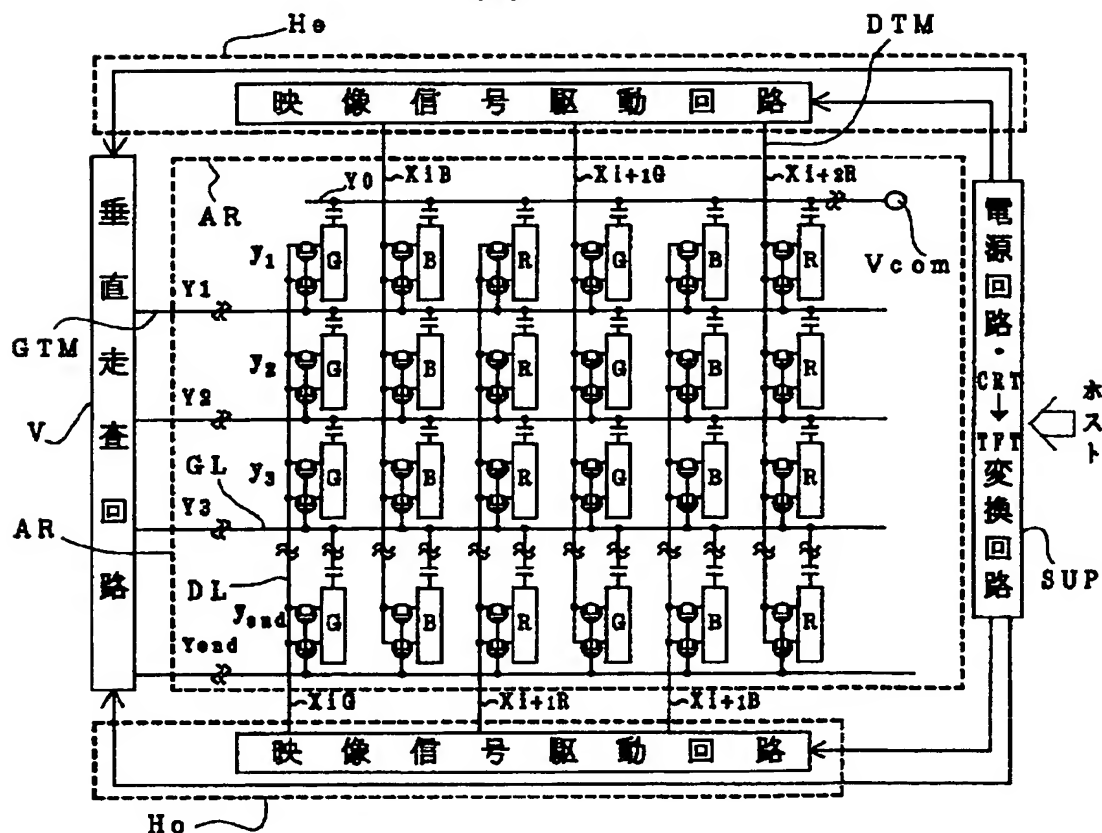 He
DTM
映像信号駆動回路
AR
XiB
Xi+1G
Xi+2R
Y0
Vcom
y1
G
B
R
G
B
R
Y1
GTM
y2
G
B
R
G
B
R
Y2
V
垂直走査回路
y3
G
B
R
G
B
R
GL
Y3
AR
DL
yend
G
B
R
G
B
R
Yend
XiG
Xi+1R
Xi+1B
映像信号駆動回路
Ho
電源回路・CRT→TFT変換回路
ホスト
SUP